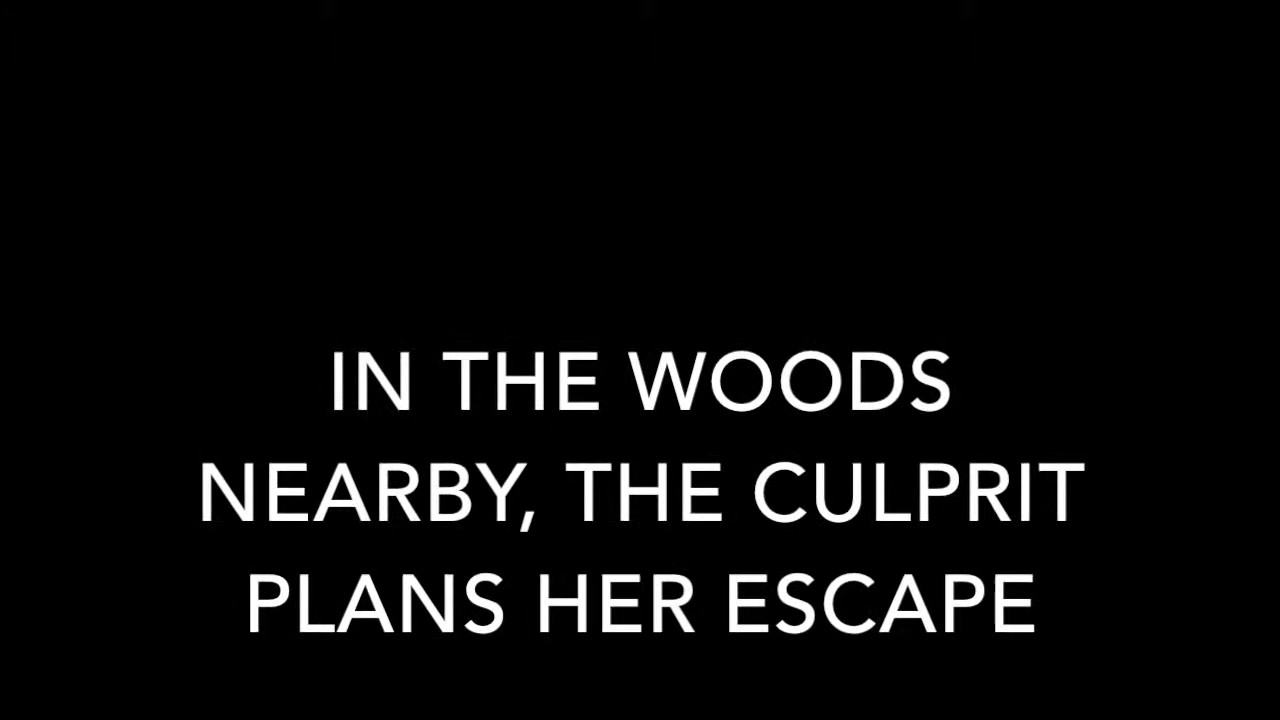 IN THE WOODS
NEARBY, THE CULPRIT
PLANS HER ESCAPE